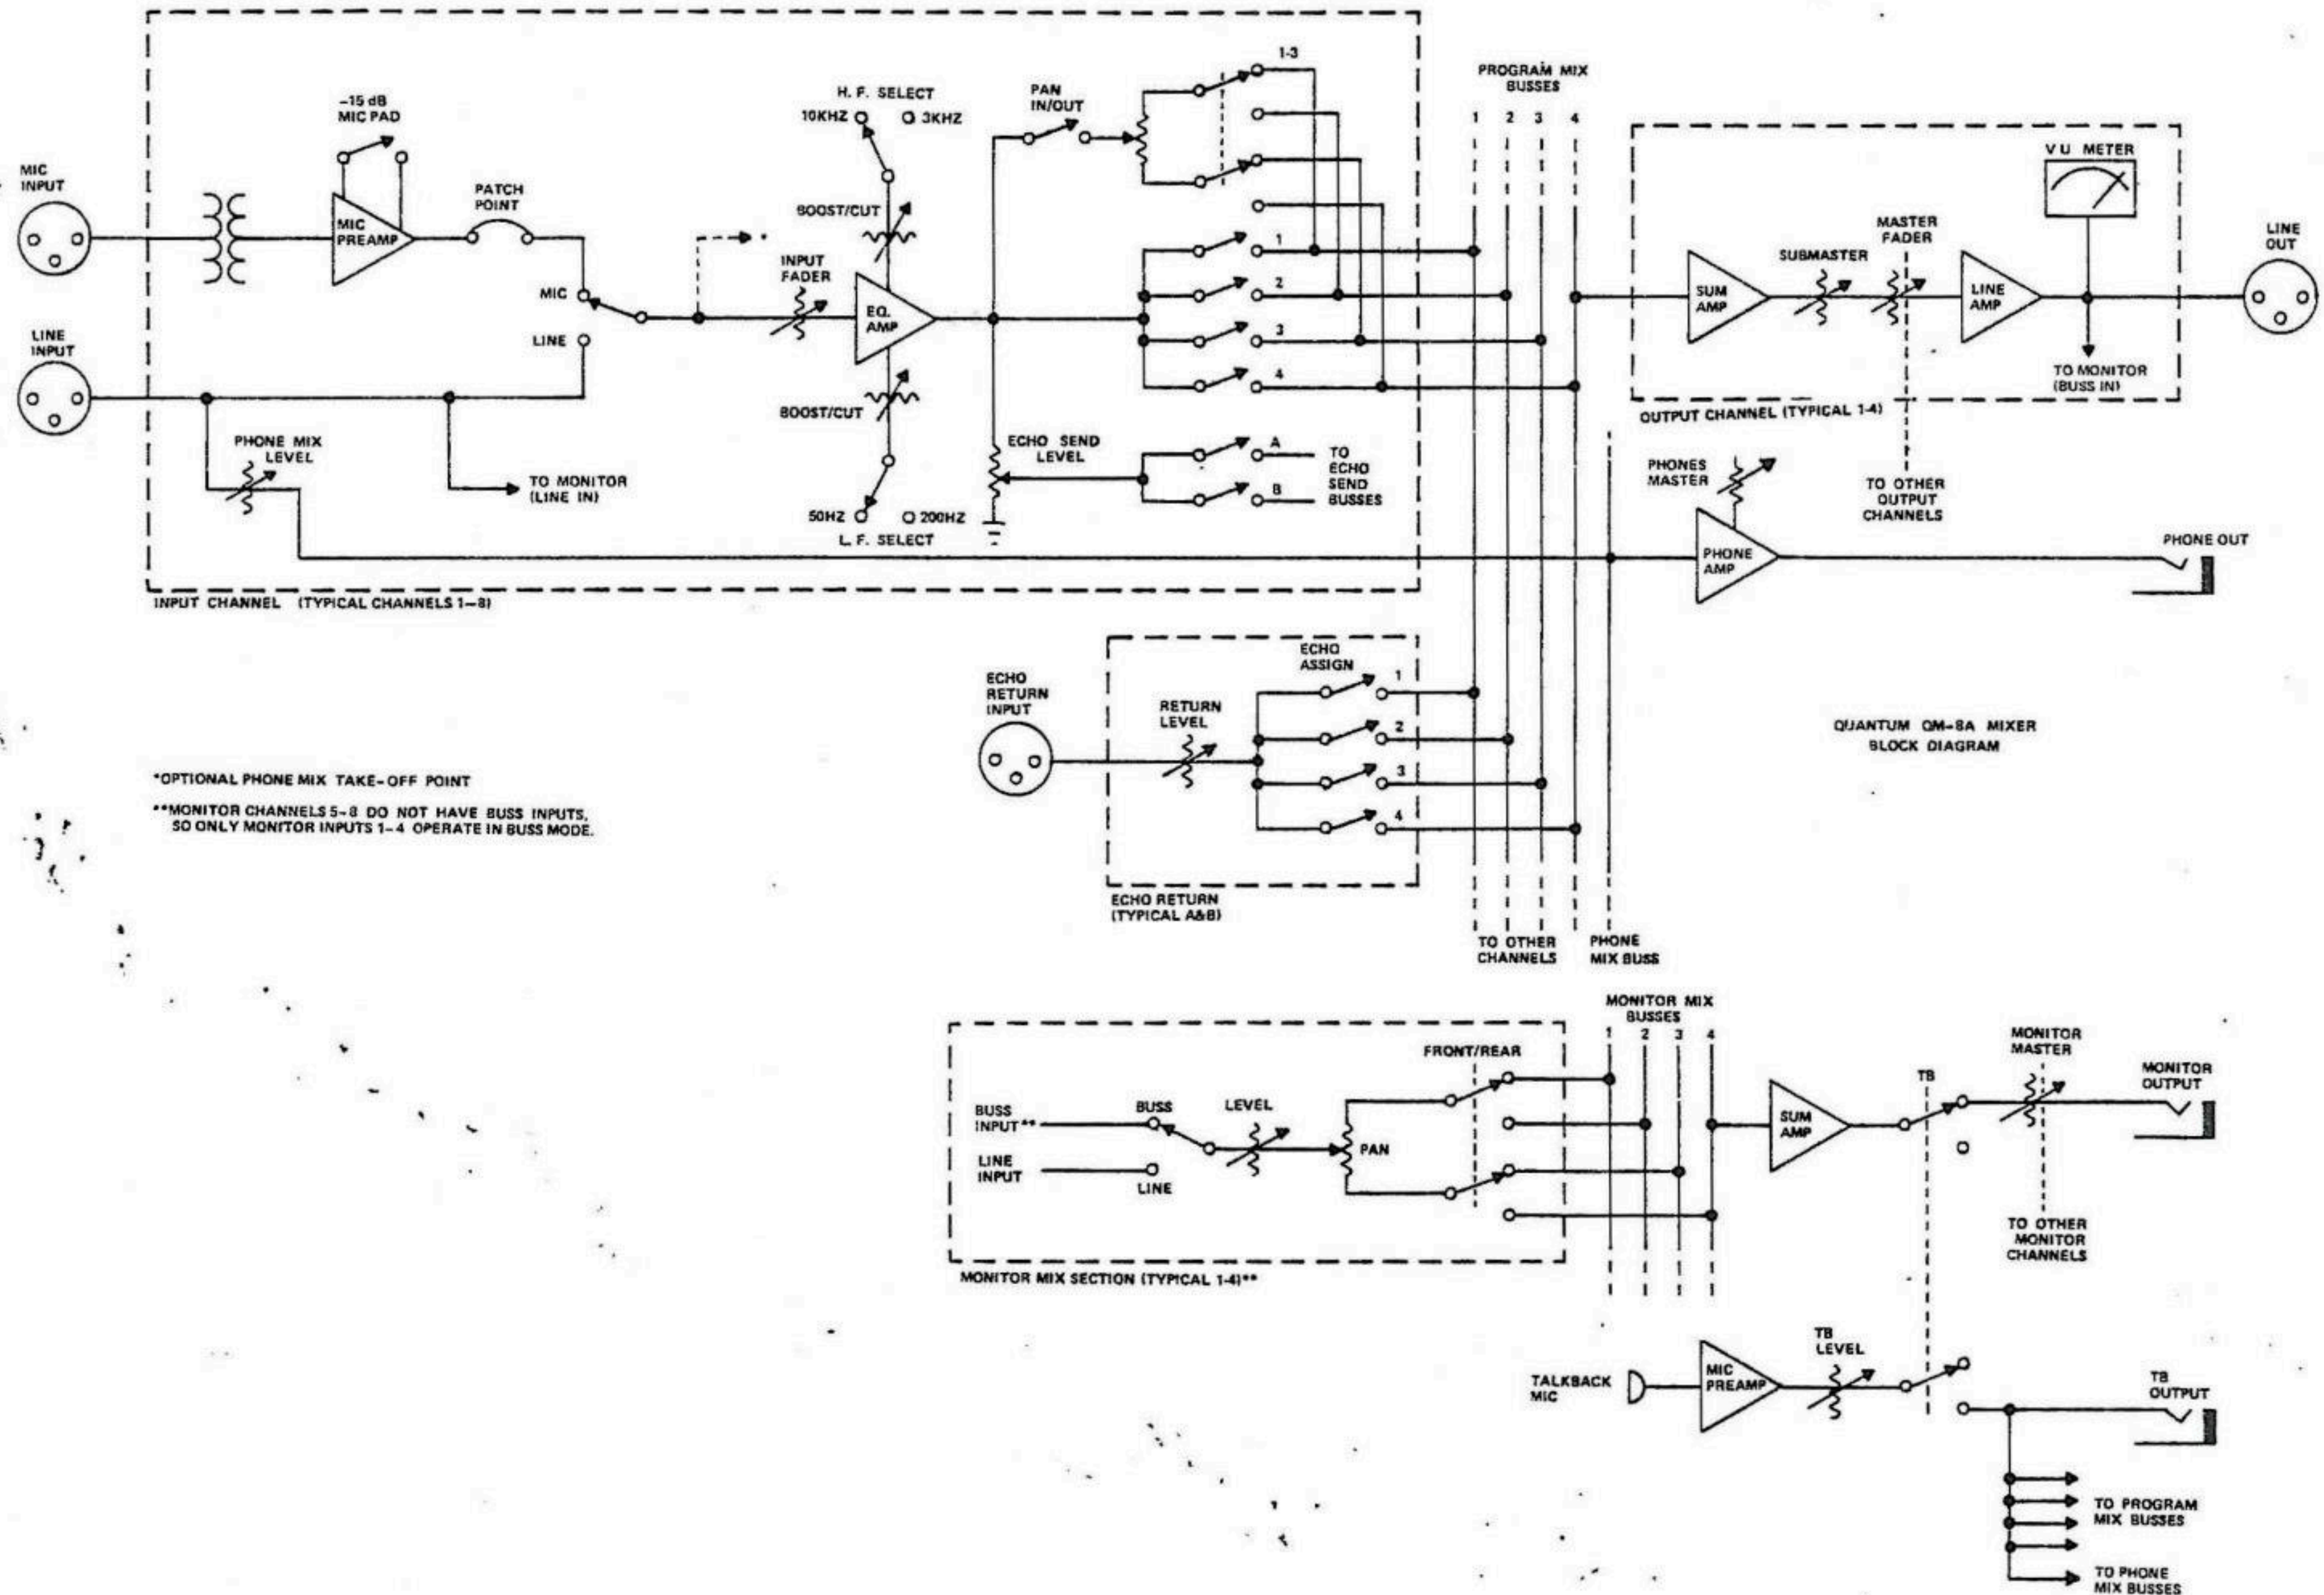 MIC
INPUT
LINE
INPUT
-15 dB
MIC PAD
MIC
PREAMP
PATCH
POINT
MIC
LINE
PHONE MIX
LEVEL
TO MONITOR
(LINE IN)
*
INPUT
FADER
H. F. SELECT
10KHZ
3KHZ
BOOST/CUT
EQ.
AMP
BOOST/CUT
50HZ
200HZ
L. F. SELECT
PAN
IN/OUT
1-3
1
2
3
4
ECHO SEND
LEVEL
A
B
TO
ECHO
SEND
BUSSES
INPUT CHANNEL (TYPICAL CHANNELS 1-8)
PROGRAM MIX
BUSSES
1 2 3 4
SUM
AMP
SUBMASTER
MASTER
FADER
LINE
AMP
V U METER
TO MONITOR
(BUSS IN)
LINE
OUT
OUTPUT CHANNEL (TYPICAL 1-4)
TO OTHER
OUTPUT
CHANNELS
PHONES
MASTER
PHONE
AMP
PHONE OUT
ECHO
RETURN
INPUT
RETURN
LEVEL
ECHO
ASSIGN
1
2
3
4
ECHO RETURN
(TYPICAL A&B)
TO OTHER
CHANNELS
PHONE
MIX BUSS
QUANTUM QM-8A MIXER
BLOCK DIAGRAM
*OPTIONAL PHONE MIX TAKE-OFF POINT
**MONITOR CHANNELS 5-8 DO NOT HAVE BUSS INPUTS,
SO ONLY MONITOR INPUTS 1-4 OPERATE IN BUSS MODE.
BUSS
INPUT**
LINE
INPUT
BUSS
LINE
LEVEL
PAN
FRONT/REAR
MONITOR MIX SECTION (TYPICAL 1-4)**
MONITOR MIX
BUSSES
1 2 3 4
SUM
AMP
TB
MONITOR
MASTER
MONITOR
OUTPUT
TO OTHER
MONITOR
CHANNELS
TALKBACK
MIC
MIC
PREAMP
TB
LEVEL
TB
OUTPUT
TO PROGRAM
MIX BUSSES
TO PHONE
MIX BUSSES